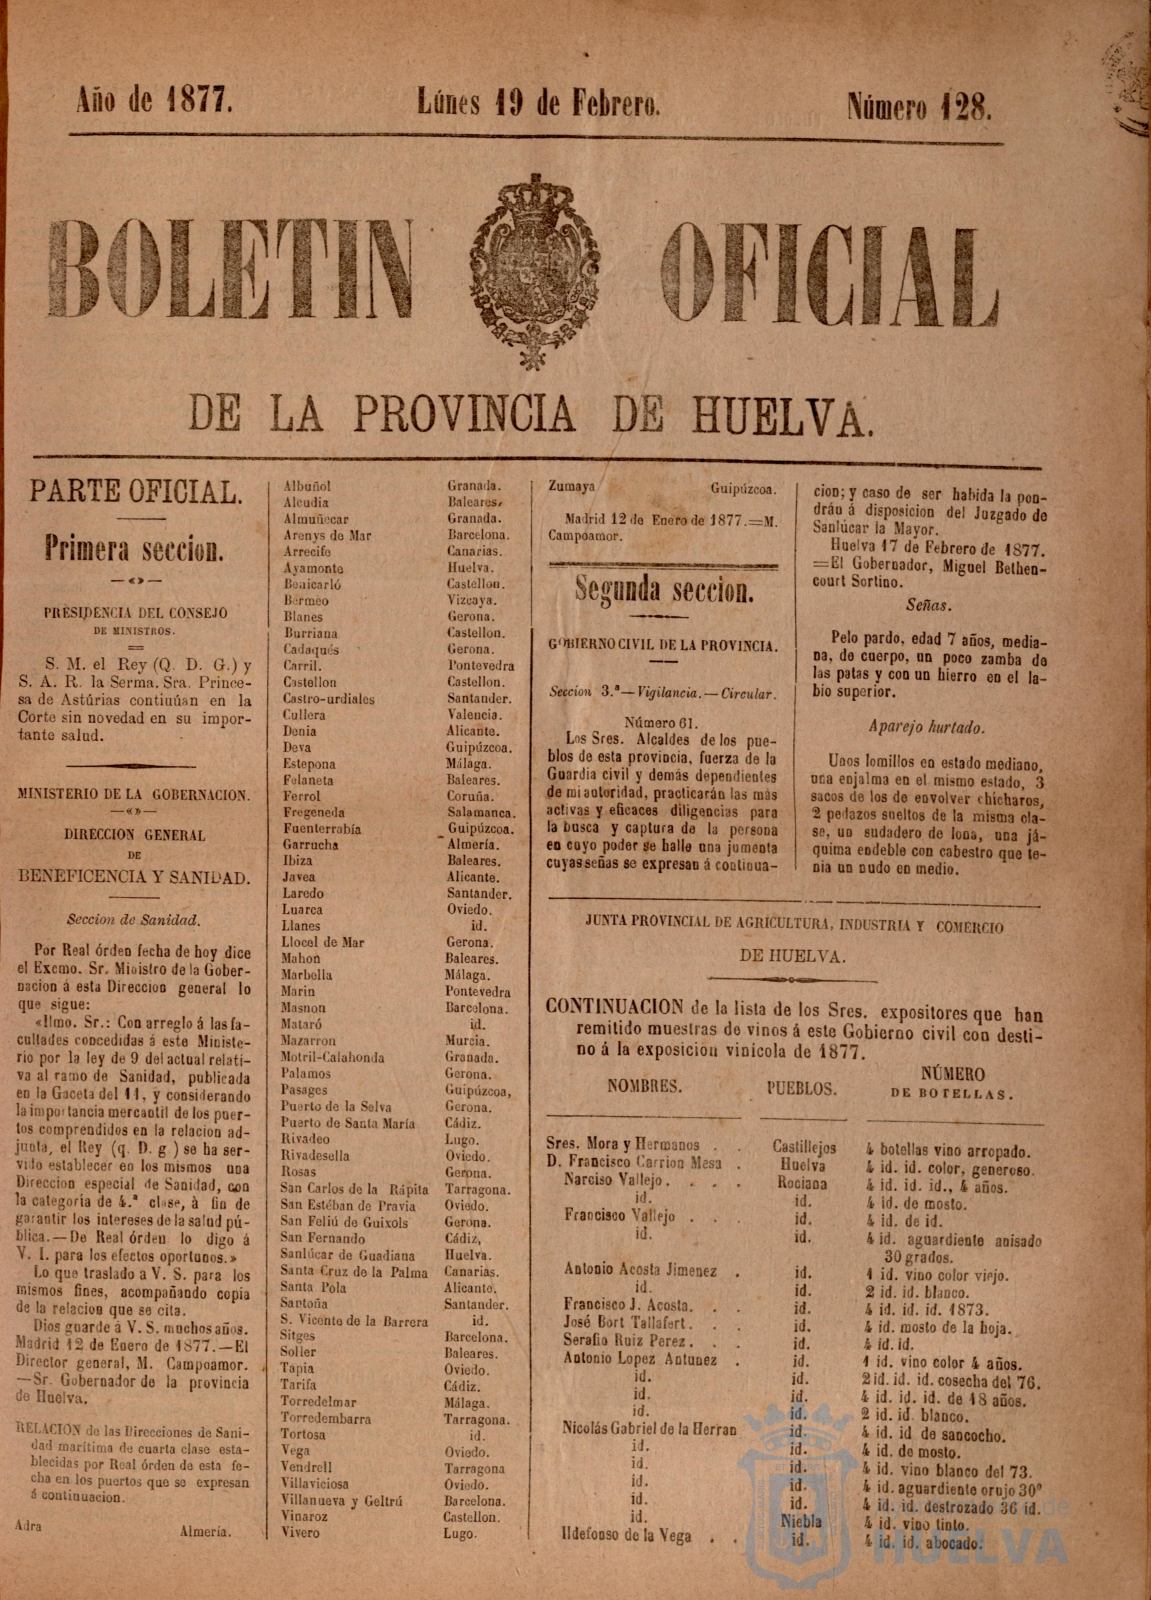 Año de 1877.
Lúnes 19 de Febrero.
Número 128.
BOLETIN OFICIAL
DE LA PROVINCIA DE HUELVA.
PARTE OFICIAL.
Primera seccion.
PRESIDENCIA DEL CONSEJO
DE MINISTROS.
S. M. el Rey (Q. D. G.) y
S. A. R. la Serma. Sra. Prince-
sa de Astúrias continúan en la
Corte sin novedad en su impor-
tante salud.
MINISTERIO DE LA GOBERNACION.
DIRECCION GENERAL
DE
BENEFICENCIA Y SANIDAD.
Seccion de Sanidad.
Por Real órden fecha de hoy dice
el Excmo. Sr. Ministro de la Gober-
nacion á esta Direccion general lo
que sigue:
«Ilmo. Sr.: Con arreglo á las fa-
cultades concedidas á este Ministe-
rio por la ley de 9 del actual relati-
va al ramo de Sanidad, publicada
en la Gaceta del 11, y considerando
la importancia mercantil de los puer-
tos comprendidos en la relacion ad-
junta, el Rey (q. D. g ) se ha ser-
vido establecer en los mismos una
Direccion especial de Sanidad, con
la categoría de 4.ª clase, á fin de
garantir los intereses de la salud pú-
blica.—De Real órden lo digo á
V. I. para los efectos oportunos.»
Lo que traslado a V. S. para los
mismos fines, acompañando copia
de la relacion que se cita.
Dios guarde á V. S. muchos años.
Madrid 12 de Enero de 1877.—El
Director general, M. Campoamor.
—Sr. Gobernador de la provincia
de Huelva.
RELACION de las Direcciones de Sani-
dad marítima de cuarta clase esta-
blecidas por Real órden de esta fe-
cha en los puertos que se expresan
á continuacion.
Adra Almería.
Albuñol Granada.
Alcudia Baleares.
Almuñecar Granada.
Arenys de Mar Barcelona.
Arrecife Canarias.
Ayamonte Huelva.
Benicarló Castellon.
Bermeo Vizcaya.
Blanes Gerona.
Burriana Castellon.
Cadaqués Gerona.
Carril. Pontevedra
Castellon Castellon.
Castro-urdiales Santander.
Cullera Valencia.
Denia Alicante.
Deva Guipúzcoa.
Estepona Málaga.
Felaneta Baleares.
Ferrol Coruña.
Fregeneda Salamanca.
Fuenterrabía Guipúzcoa.
Garrucha Almería.
Ibiza Baleares.
Javea Alicante.
Laredo Santander.
Luarca Oviedo.
Llanes id.
Lloret de Mar Gerona.
Mahon Baleares.
Marbella Málaga.
Marin Pontevedra
Masnon Barcelona.
Mataró id.
Mazarron Murcia.
Motril-Calahonda Granada.
Palamos Gerona.
Pasages Guipúzcoa,
Puerto de la Selva Gerona.
Puerto de Santa María Cádiz.
Rivadeo Lugo.
Rivadesella Oviedo.
Rosas Gerona.
San Carlos de la Rápita Tarragona.
San Estéban de Pravia Oviedo.
San Feliú de Guixols Gerona.
San Fernando Cádiz,
Sanlúcar de Guadiana Huelva.
Santa Cruz de la Palma Canarias.
Santa Pola Alicante.
Santoña Santander.
S. Vicente de la Barrera id.
Sitges Barcelona.
Soller Baleares.
Tapia Oviedo.
Tarifa Cádiz.
Torredelmar Málaga.
Torredembarra Tarragona.
Tortosa id.
Vega Oviedo.
Vendrell Tarragona
Villaviciosa Oviedo.
Villanueva y Geltrú Barcelona.
Vinaroz Castellon.
Vivero Lugo.
Zumaya Guipúzcoa.
Madrid 12 de Enero de 1877.=M.
Campoamor.
Segunda seccion.
GOBIERNO CIVIL DE LA PROVINCIA.
Seccion 3.ª—Vigilancia.—Circular.
Número 61.
Los Sres. Alcaldes de los pue-
blos de esta provincia, fuerza de la
Guardia civil y demás dependientes
de mi autoridad, practicarán las más
activas y eficaces diligencias para
la busca y captura de la persona
en cuyo poder se halle una jumenta
cuyas señas se expresan á continua-
cion; y caso de ser habida la pon-
drán á disposicion del Juzgado de
Sanlúcar la Mayor.
Huelva 17 de Febrero de 1877.
=El Gobernador, Miguel Bethen-
court Sortino.
Señas.
Pelo pardo, edad 7 años, media-
na, de cuerpo, un poco zamba de
las patas y con un hierro en el la-
bio superior.
Aparejo hurtado.
Unos lomillos en estado mediano,
una enjalma en el mismo estado, 3
sacos de los de envolver chícharos,
2 pedazos sueltos de la misma cla-
se, un sudadero de lona, una já-
quima endeble con cabestro que te-
nia un nudo en medio.
JUNTA PROVINCIAL DE AGRICULTURA, INDUSTRIA Y COMERCIO
DE HUELVA.
CONTINUACION de la lista de los Sres. expositores que han
remitido muestras de vinos á este Gobierno civil con desti-
no á la exposicion vinícola de 1877.
NOMBRES. PUEBLOS. NÚMERO
DE BOTELLAS.
Sres. Mora y Hermanos . . Castillejos 4 botellas vino arropado.
D. Francisco Carrion Mesa . Huelva 4 id. id. color, generoso.
Narciso Vallejo. . . . Rociana 4 id. id. id., 4 años.
id. id. 4 id. de mosto.
Francisco Vallejo . . id. 4 id. de id.
id. id. 4 id. aguardiente anisado
30 grados.
Antonio Acosta Jimenez . id. 1 id. vino color viejo.
id. id. 2 id. id. blanco.
Francisco J. Acosta. . . id. 4 id. id. id. 1873.
José Bort Tallafert. . . id. 4 id. mosto de la hoja.
Serafin Ruiz Perez. . . id. 4 id. id.
Antonio Lopez Antunez . id. 1 id. vino color 4 años.
id. id. 2 id. id. id. cosecha del 76.
id. id. 4 id. id. id. de 18 años.
id. id. 2 id. id. blanco.
Nicolás Gabriel de la Herran id. 4 id. id de sancocho.
id. id. 4 id. de mosto.
id. id. 4 id. vino blanco del 73.
id. id. 4 id. aguardiente orujo 30º
id. id. 4 id. id. destrozado 36 id.
id. Niebla 4 id. vino tinto.
Ildefonso de la Vega . . id. 4 id. id. abocado.
HUELVA